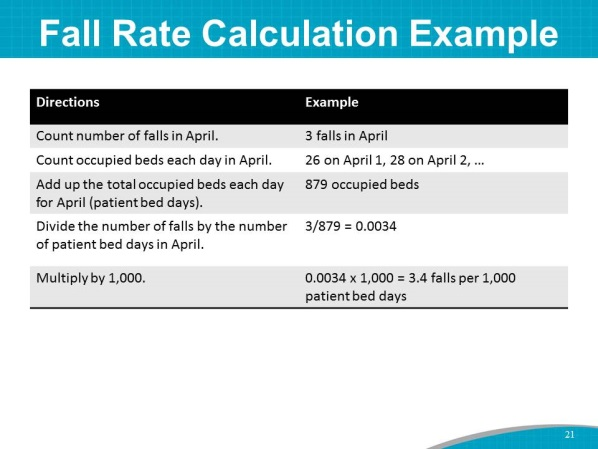 Fall Rate Calculation Example
Directions Example
Count number of falls in April. 3 falls in April
Count occupied beds each day in April. 26 on April 1, 28 on April 2, …
Add up the total occupied beds each day 879 occupied beds
for April (patient bed days).
Divide the number of falls by the number 3/879 = 0.0034
of patient bed days in April.
Multiply by 1,000. 0.0034 x 1,000 = 3.4 falls per 1,000
patient bed days
21